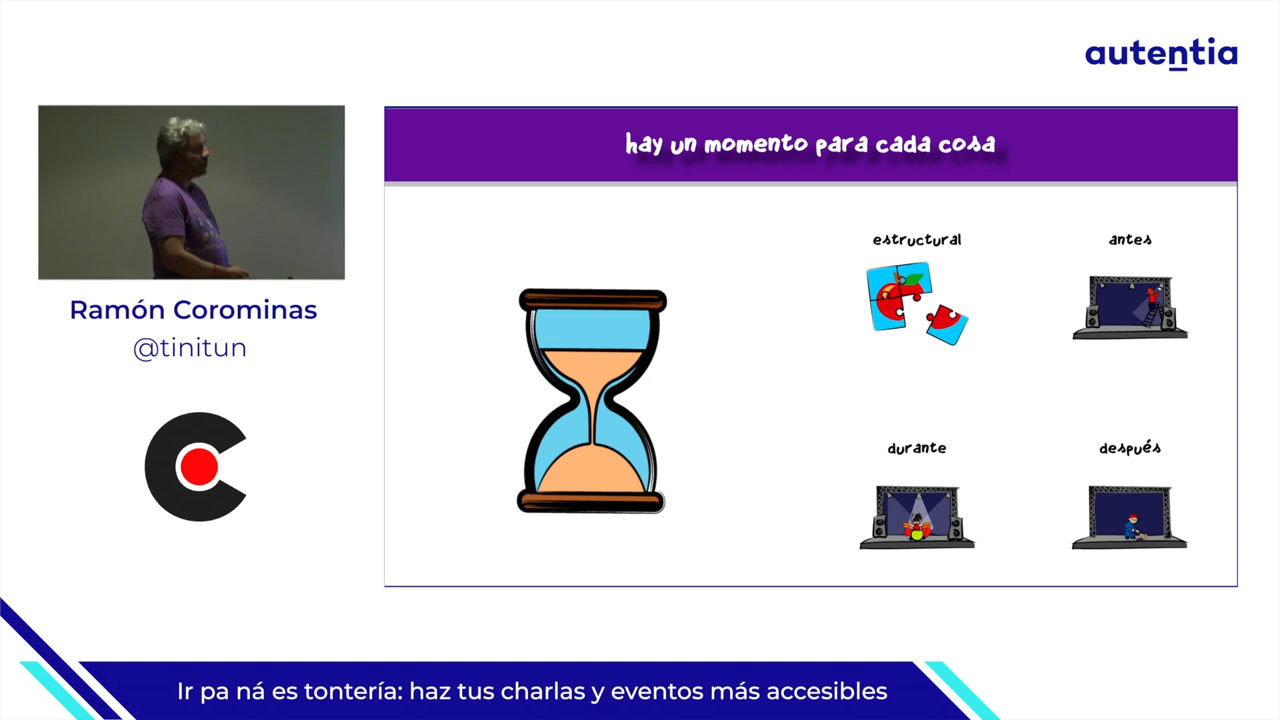 autentia
hay un momento para cada cosa
estructural
antes
durante
después
Ramón Corominas
@tinitun
Ir pa ná es tontería: haz tus charlas y eventos más accesibles